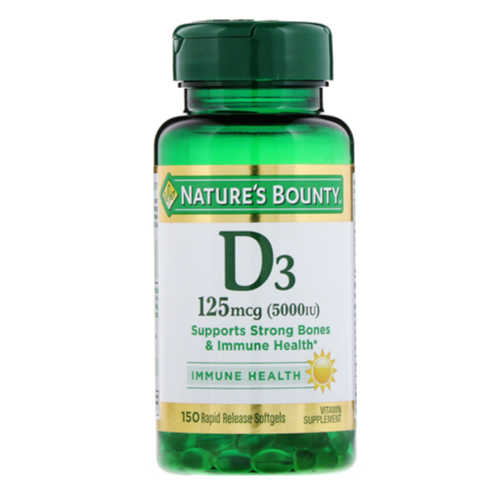 NATURE'S BOUNTY®
D3
125mcg (5000IU)
Supports Strong Bones
& Immune Health*
IMMUNE HEALTH
150 Rapid Release Softgels
VITAMIN
SUPPLEMENT